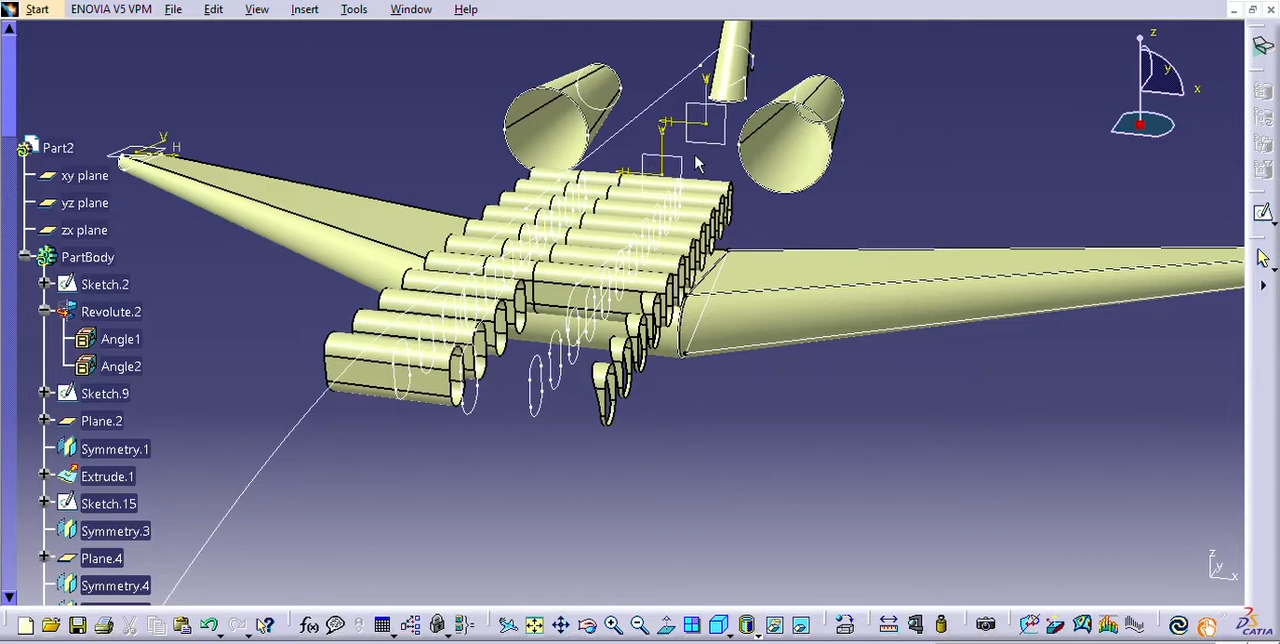 Start ENOVIA V5 VPM File Edit View Insert Tools Window Help
z
y
x
Part2
xy plane
yz plane
zx plane
PartBody
Sketch.2
Revolute.2
Angle1
Angle2
Sketch.9
Plane.2
Symmetry.1
Extrude.1
Sketch.15
Symmetry.3
Plane.4
Symmetry.4
y H
H
y
H
z
y
x
f(x)
CATIA